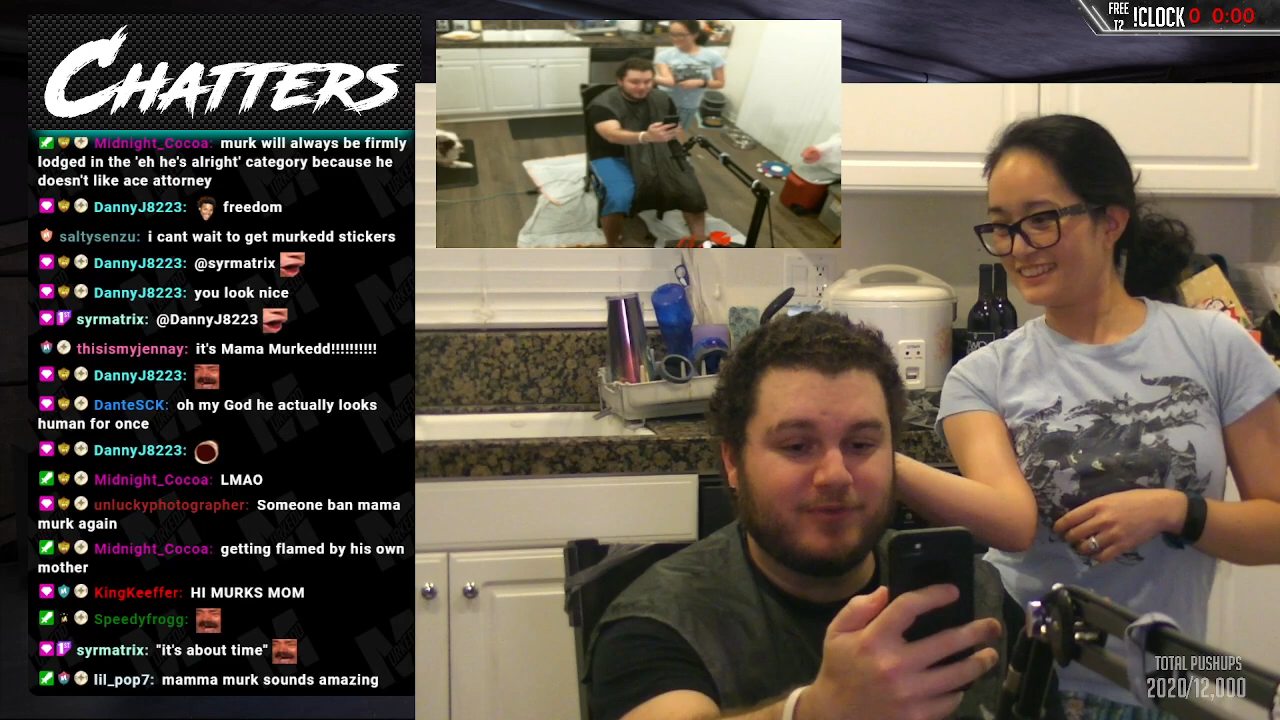 CHATTERS
Midnight_Cocoa: murk will always be firmly
lodged in the 'eh he's alright' category because he
doesn't like ace attorney
DannyJ8223: freedom
saltysenzu: i cant wait to get murkedd stickers
DannyJ8223: @syrmatrix
DannyJ8223: you look nice
syrmatrix: @DannyJ8223
thisismyjennay: it's Mama Murkedd!!!!!!!!!!
DannyJ8223:
DanteSCK: oh my God he actually looks
human for once
DannyJ8223:
Midnight_Cocoa: LMAO
unluckyphotographer: Someone ban mama
murk again
Midnight_Cocoa: getting flamed by his own
mother
KingKeeffer: HI MURKS MOM
Speedyfrogg:
syrmatrix: "it's about time"
lil_pop7: mamma murk sounds amazing
FREE
12 !CLOCK 0 0:00
TOTAL PUSHUPS
2020/12,000